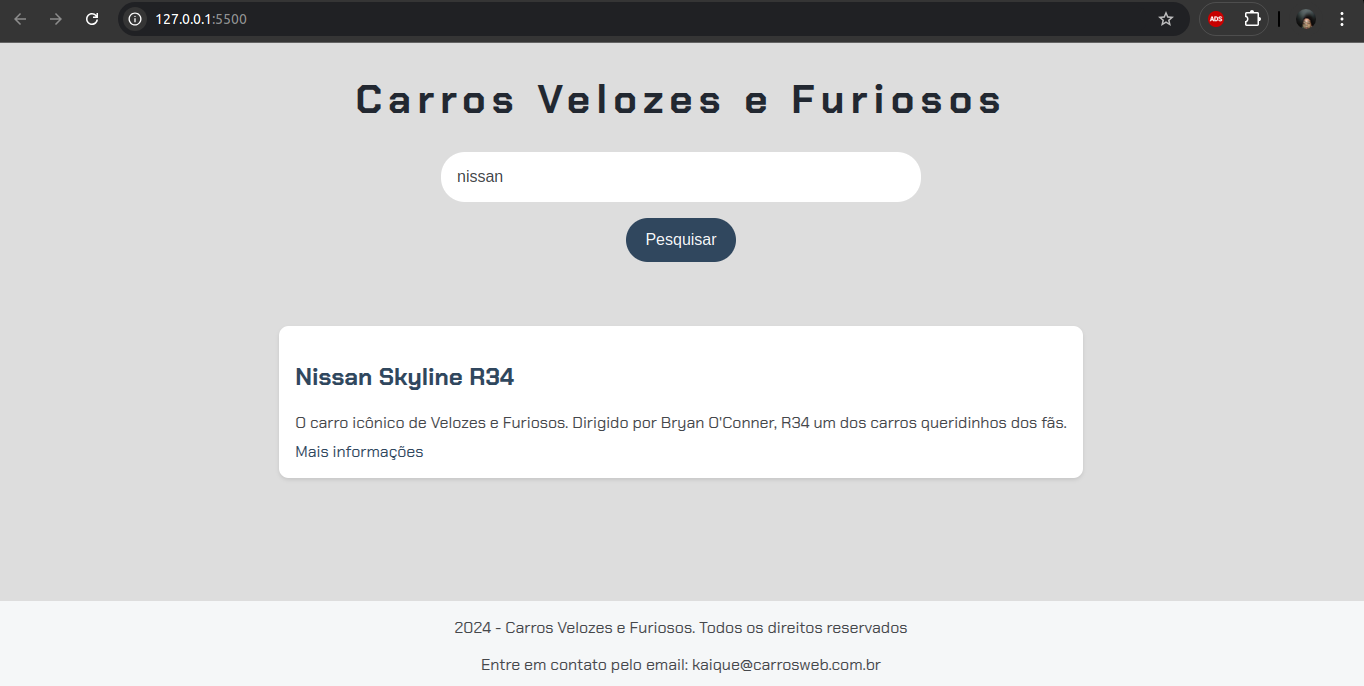 127.0.0.1:5500
ADS
Carros Velozes e Furiosos
nissan
Pesquisar
Nissan Skyline R34
O carro icônico de Velozes e Furiosos. Dirigido por Bryan O'Conner, R34 um dos carros queridinhos dos fãs.
Mais informações
2024 - Carros Velozes e Furiosos. Todos os direitos reservados
Entre em contato pelo email: kaique@carrosweb.com.br